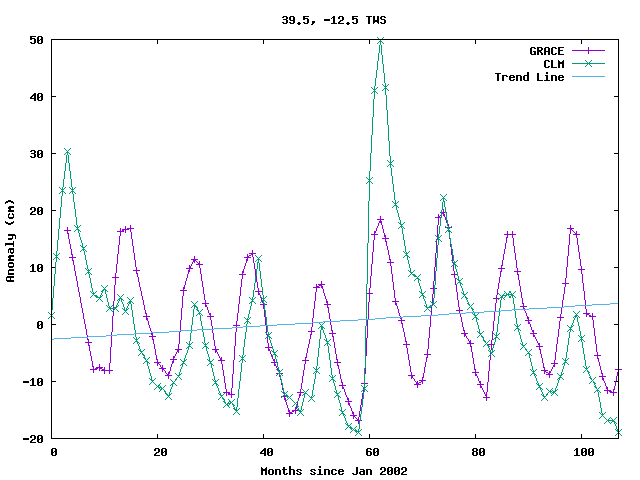 39.5, -12.5 TWS
50
GRACE
CLM
Trend Line
40
30
20
10
0
-10
-20
Anomaly (cm)
0 20 40 60 80 100
Months since Jan 2002